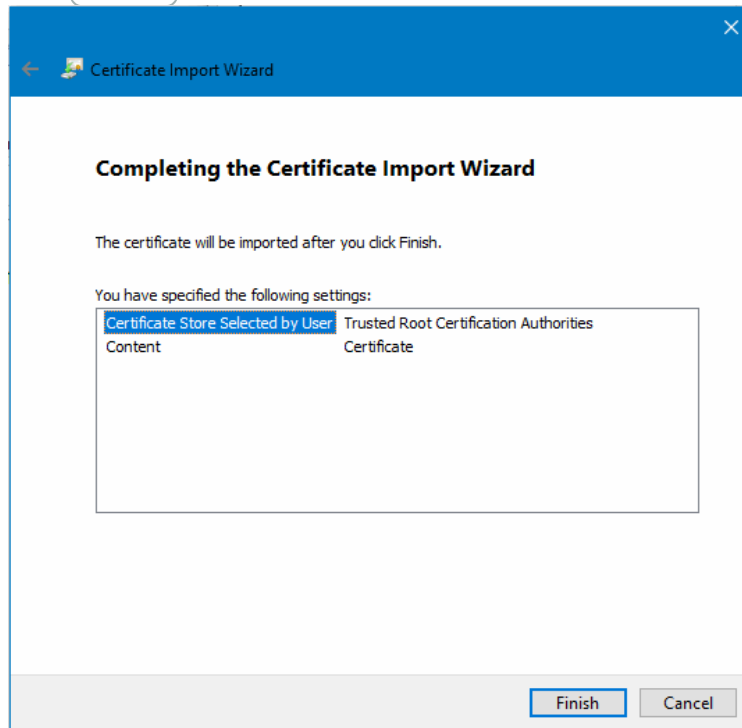 Certificate Import Wizard
Completing the Certificate Import Wizard
The certificate will be imported after you click Finish.
You have specified the following settings:
Certificate Store Selected by User Trusted Root Certification Authorities
Content Certificate
Finish Cancel